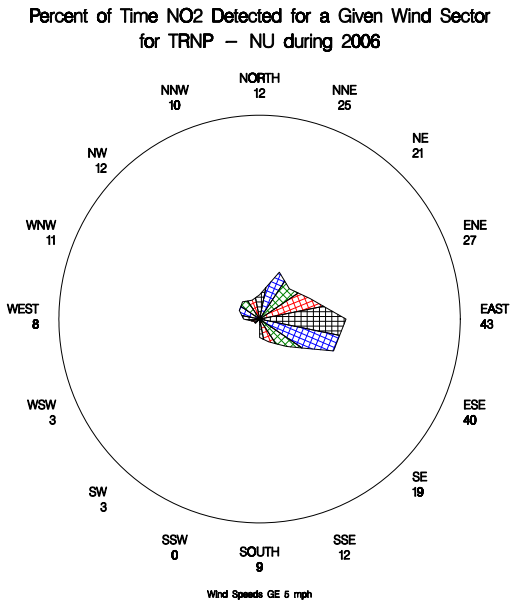 Percent of Time NO2 Detected for a Given Wind Sector
for TRNP - NU during 2006
NORTH
12
NNW
10
NNE
25
NW
12
NE
21
WNW
11
ENE
27
WEST
8
EAST
43
WSW
3
ESE
40
SW
3
SE
19
SSW
0
SOUTH
9
SSE
12
Wind Speeds GE 5 mph